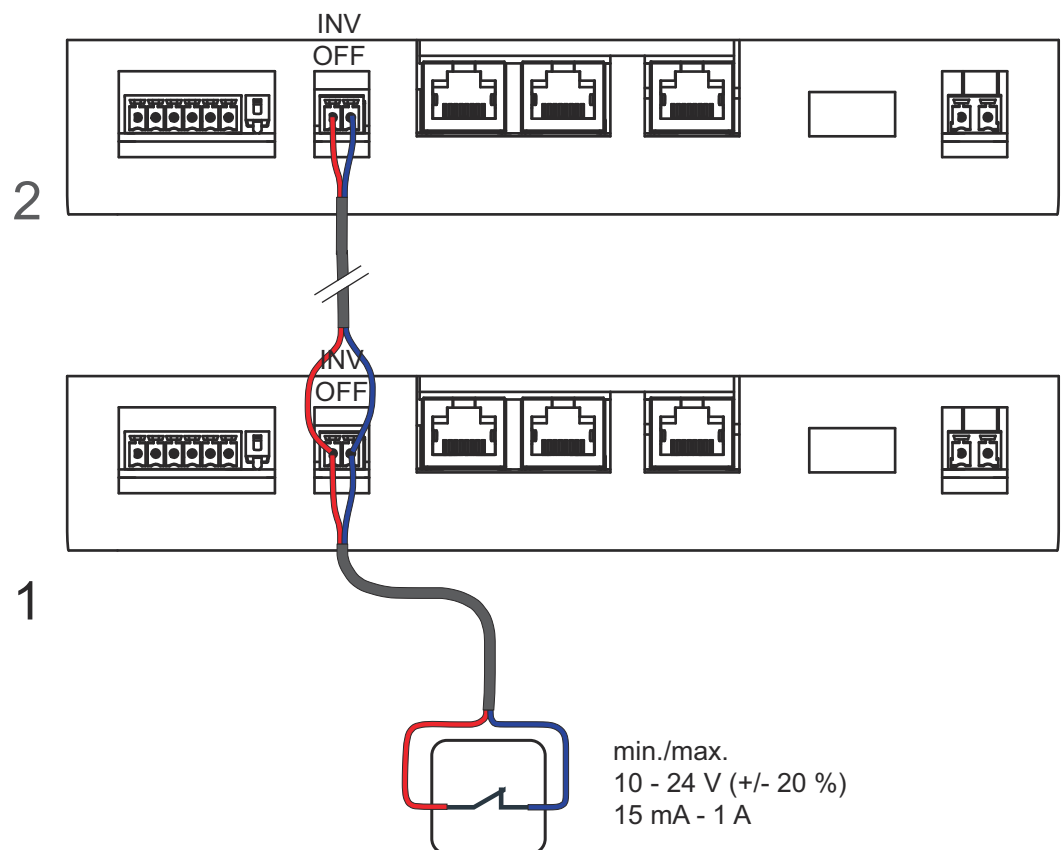 INV
OFF
2
INV
OFF
1
min./max.
10 - 24 V (+/- 20 %)
15 mA - 1 A